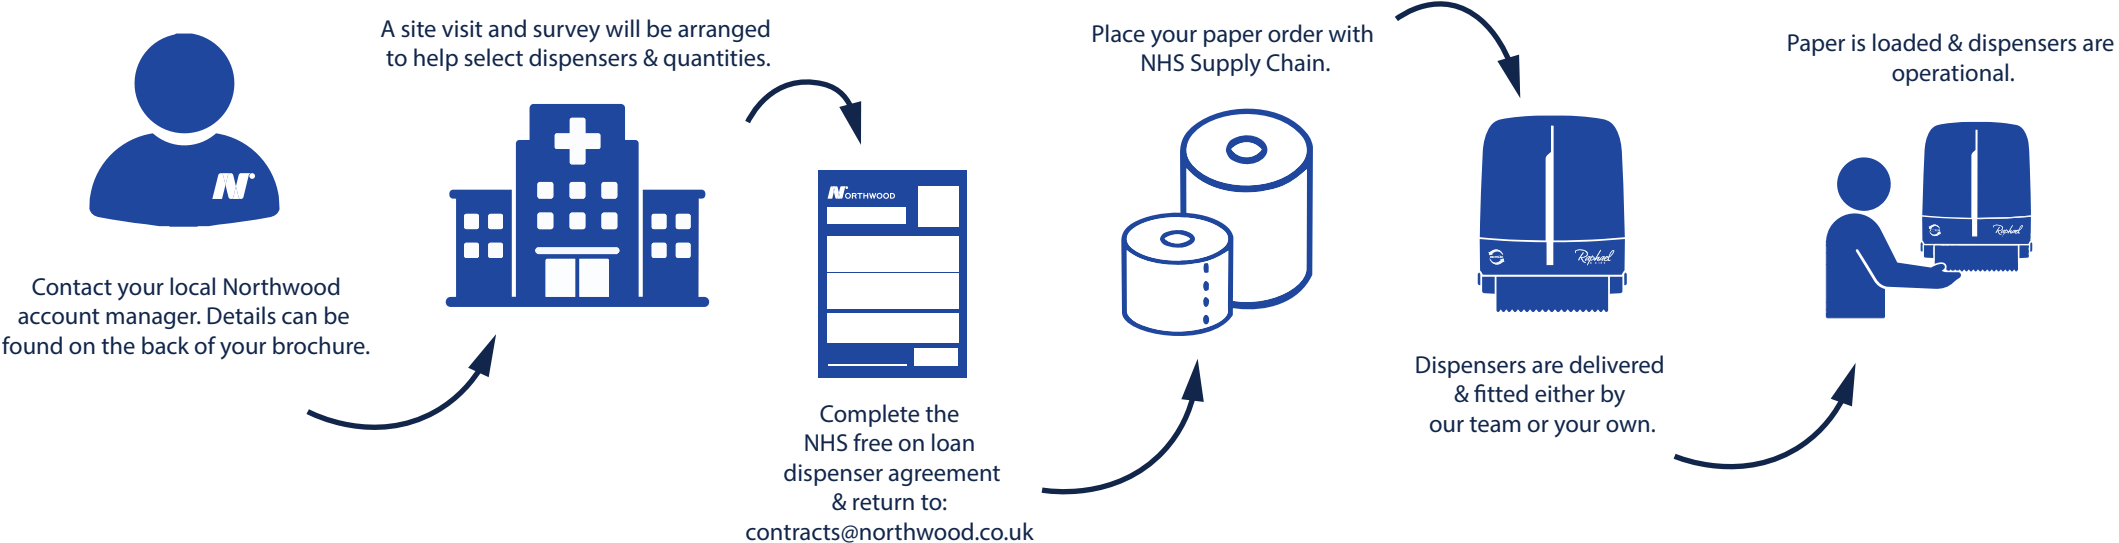 Contact your local Northwood
account manager. Details can be
found on the back of your brochure.
A site visit and survey will be arranged
to help select dispensers & quantities.
NORTHWOOD
Complete the
NHS free on loan
dispenser agreement
& return to:
contracts@northwood.co.uk
Place your paper order with
NHS Supply Chain.
Raphael
Dispensers are delivered
& fitted either by
our team or your own.
Paper is loaded & dispensers are
operational.
Raphael